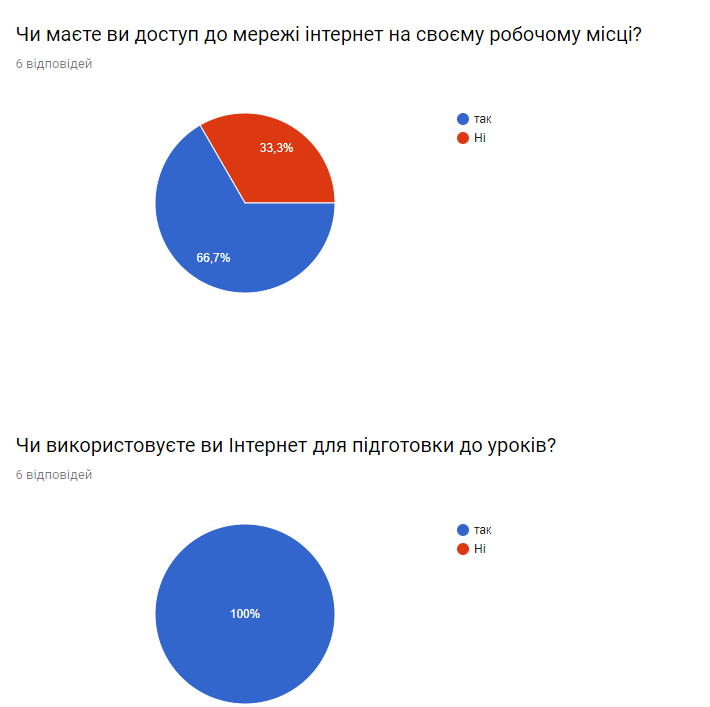 Чи маєте ви доступ до мережі інтернет на своєму робочому місці?
6 відповідей
так
Ні
33,3%
66,7%
Чи використовуєте ви Інтернет для підготовки до уроків?
6 відповідей
так
Ні
100%